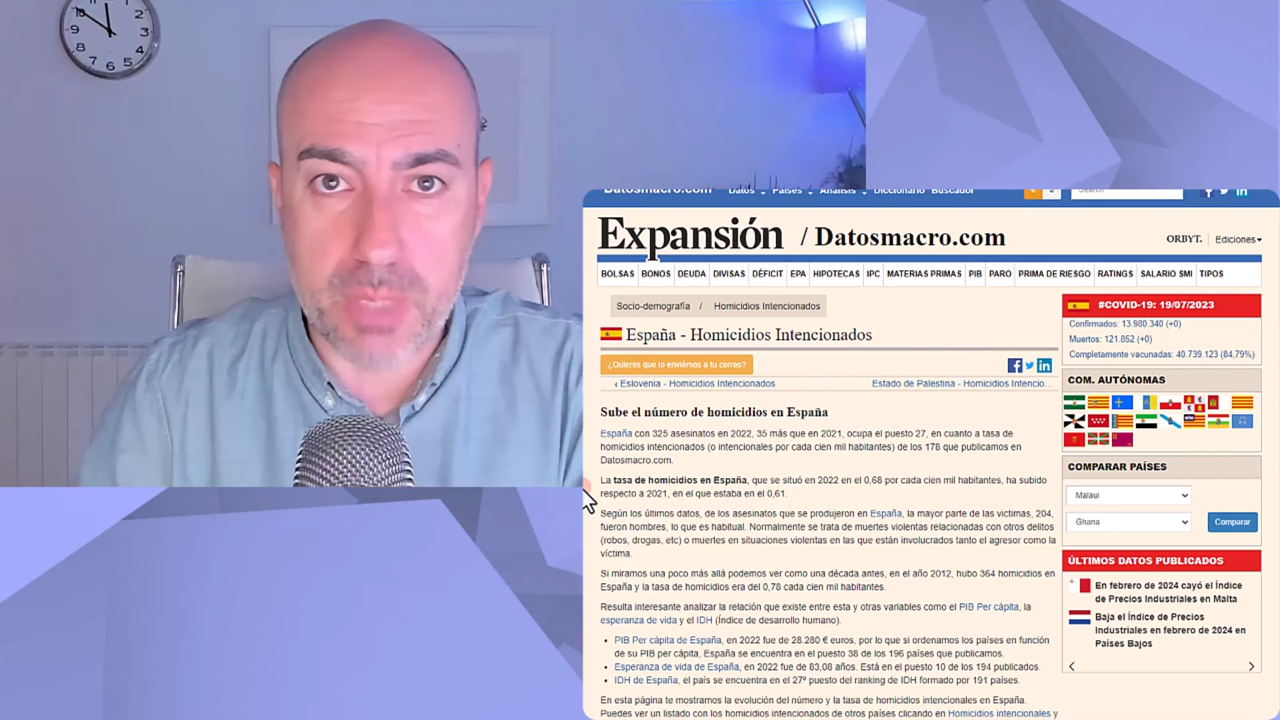 10
2
9
3
8
4
7
6
5
Datosmacro.com Datos Países Análisis Diccionario Buscador Search
Expansión / Datosmacro.com
ORBYT. Ediciones
BOLSAS BONOS DEUDA DIVISAS DÉFICIT EPA HIPOTECAS IPC MATERIAS PRIMAS PIB PARO PRIMA DE RIESGO RATINGS SALARIO SMI TIPOS
Socio-demografía / Homicidios Intencionados
España - Homicidios Intencionados
¿Quieres que lo enviémos a tu correo?
‹ Eslovenia - Homicidios Intencionados
Estado de Palestina - Homicidios Intencio...
Sube el número de homicidios en España
España con 325 asesinatos en 2022, 35 más que en 2021, ocupa el puesto 27, en cuanto a tasa de
homicidios intencionados (o intencionales por cada cien mil habitantes) de los 178 que publicamos en
Datosmacro.com.
La tasa de homicidios en España, que se situó en 2022 en el 0,68 por cada cien mil habitantes, ha subido
respecto a 2021, en el que estaba en el 0,61.
Según los últimos datos, de los asesinatos que se produjeron en España, la mayor parte de las victimas, 204,
fueron hombres, lo que es habitual. Normalmente se trata de muertes violentas relacionadas con otros delitos
(robos, drogas, etc) o muertes en situaciones violentas en las que están involucrados tanto el agresor como la
víctima.
Si miramos una poco más allá podemos ver como una década antes, en el año 2012, hubo 364 homicidios en
España y la tasa de homicidios era del 0,78 cada cien mil habitantes.
Resulta interesante analizar la relación que existe entre esta y otras variables como el PIB Per cápita, la
esperanza de vida y el IDH (Índice de desarrollo humano).
• PIB Per cápita de España, en 2022 fue de 28.280 € euros, por lo que si ordenamos los países en función
de su PIB per cápita, España se encuentra en el puesto 38 de los 196 países que publicamos.
• Esperanza de vida de España, en 2022 fue de 83,08 años. Está en el puesto 10 de los 194 publicados.
• IDH de España, el país se encuentra en el 27º puesto del ranking de IDH formado por 191 países.
En esta página te mostramos la evolución del número y la tasa de homicidios intencionales en España.
Puedes ver un listado con los homicidios intencionados de otros países clicando en Homicidios intencionales y
#COVID-19: 19/07/2023
Confirmados: 13.980.340 (+0)
Muertos: 121.852 (+0)
Completamente vacunadas: 40.739.123 (84,79%)
COM. AUTÓNOMAS
COMPARAR PAÍSES
Malaui
Ghana
Comparar
ÚLTIMOS DATOS PUBLICADOS
En febrero de 2024 cayó el Índice
de Precios Industriales en Malta
Baja el Índice de Precios
Industriales en febrero de 2024 en
Países Bajos